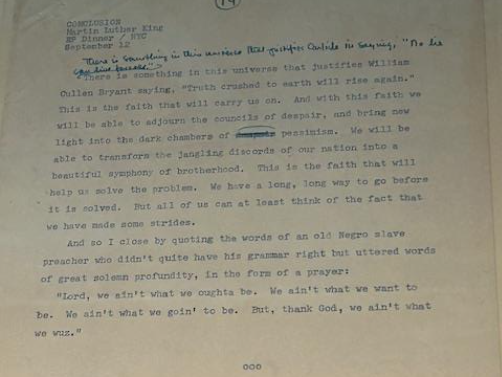 14
CONCLUSION
Martin Luther King
NP Dinner / NYC
September 12
There is something in this universe that justifies Carlyle in saying, "No lie
can live forever."
There is something in this universe that justifies William
Cullen Bryant saying, "Truth crushed to earth will rise again."
This is the faith that will carry us on. And with this faith we
will be able to adjourn the councils of despair, and bring new
light into the dark chambers of pessimism. We will be
able to transform the jangling discords of our nation into a
beautiful symphony of brotherhood. This is the faith that will
help us solve the problem. We have a long, long way to go before
it is solved. But all of us can at least think of the fact that
we have made some strides.
And so I close by quoting the words of an old Negro slave
preacher who didn't quite have his grammar right but uttered words
of great solemn profundity, in the form of a prayer:
"Lord, we ain't what we oughta be. We ain't what we want to
be. We ain't what we goin' to be. But, thank God, we ain't what
we wuz."
ooo